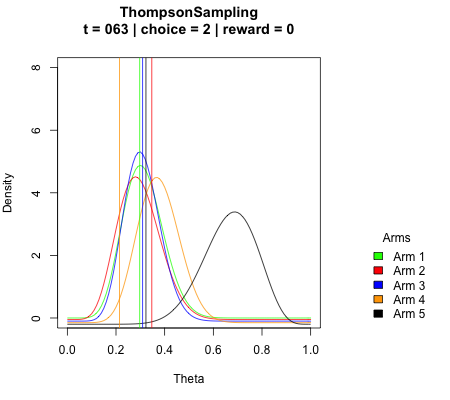 ThompsonSampling
t = 063 | choice = 2 | reward = 0
Density
8
6
4
2
0
0.0 0.2 0.4 0.6 0.8 1.0
Theta
Arms
Arm 1
Arm 2
Arm 3
Arm 4
Arm 5